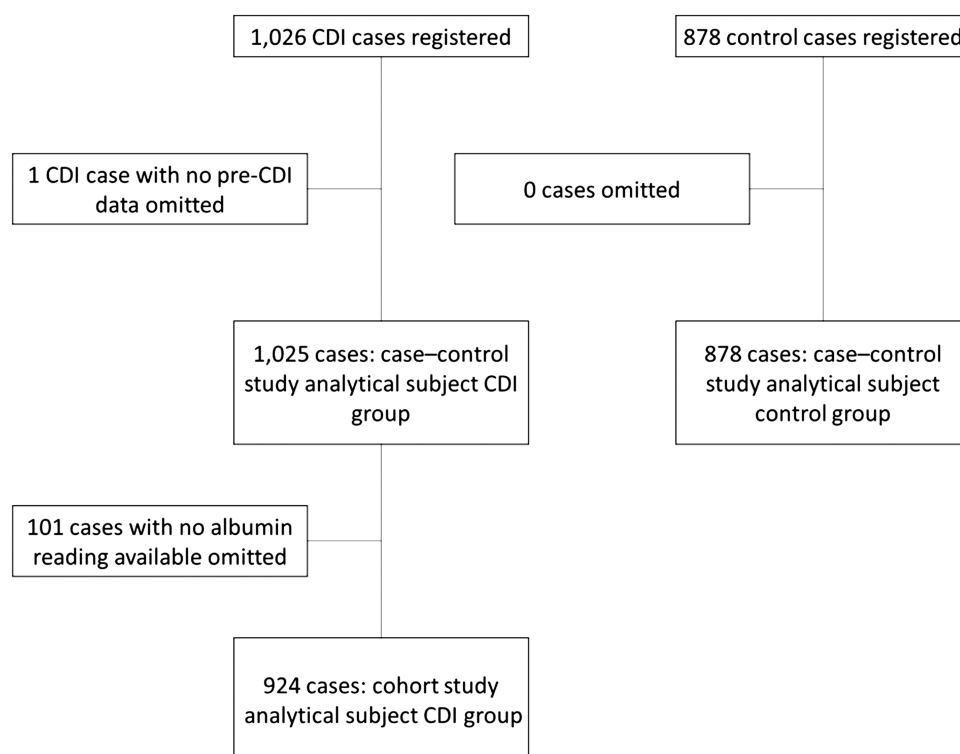 1,026 CDI cases registered
878 control cases registered
1 CDI case with no pre-CDI
data omitted
0 cases omitted
1,025 cases: case–control
study analytical subject CDI
group
878 cases: case–control
study analytical subject
control group
101 cases with no albumin
reading available omitted
924 cases: cohort study
analytical subject CDI group